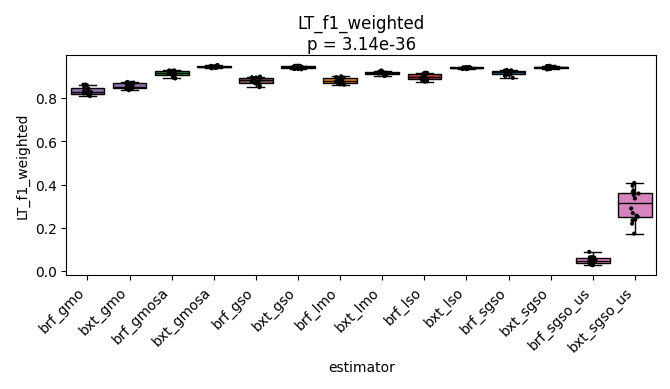 LT_f1_weighted
p = 3.14e-36
LT_f1_weighted
0.8
0.6
0.4
0.2
0.0
brf_gmo
bxt_gmo
brf_gmosa
bxt_gmosa
brf_gso
bxt_gso
brf_lmo
bxt_lmo
brf_lso
bxt_lso
brf_sgso
bxt_sgso
brf_sgso_us
bxt_sgso_us
estimator